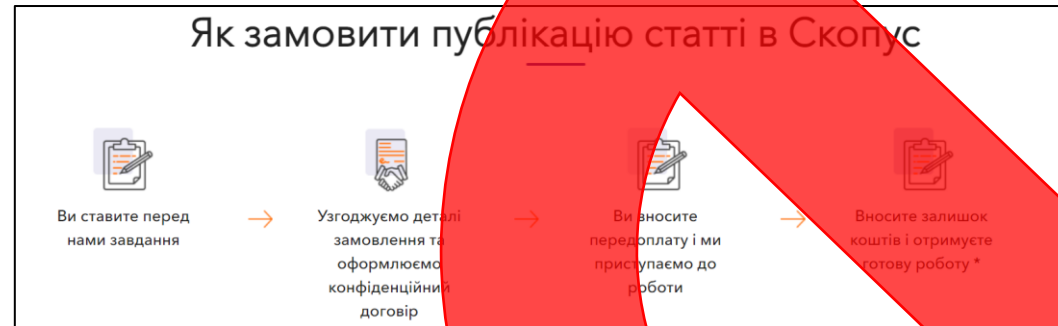 Як замовити публікацію статті в Скопус
Ви ставите перед
нами завдання
Узгоджуємо деталі
замовлення та
оформлюємо
конфіденційний
договір
Ви вносите
передоплату і ми
приступаємо до
роботи
Вносите залишок
коштів і отримуєте
готову роботу *